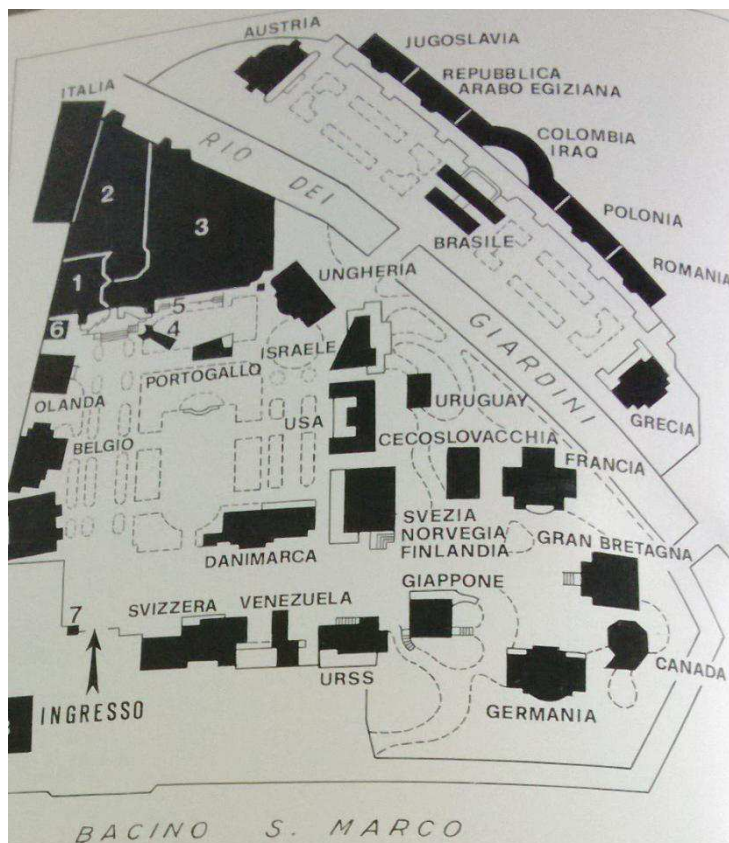 AUSTRIA
JUGOSLAVIA
REPUBBLICA
ARABO EGIZIANA
ITALIA
COLOMBIA
IRAQ
RIO DEI
2
3
POLONIA
BRASILE
ROMANIA
UNGHERIA
1
5
6
4
GIARDINI
ISRAELE
PORTOGALLO
OLANDA
URUGUAY
USA
GRECIA
BELGIO
CECOSLOVACCHIA
FRANCIA
SVEZIA
NORVEGIA
FINLANDIA
DANIMARCA
GRAN BRETAGNA
GIAPPONE
7
SVIZZERA
VENEZUELA
CANADA
URSS
INGRESSO
GERMANIA
BACINO S. MARCO